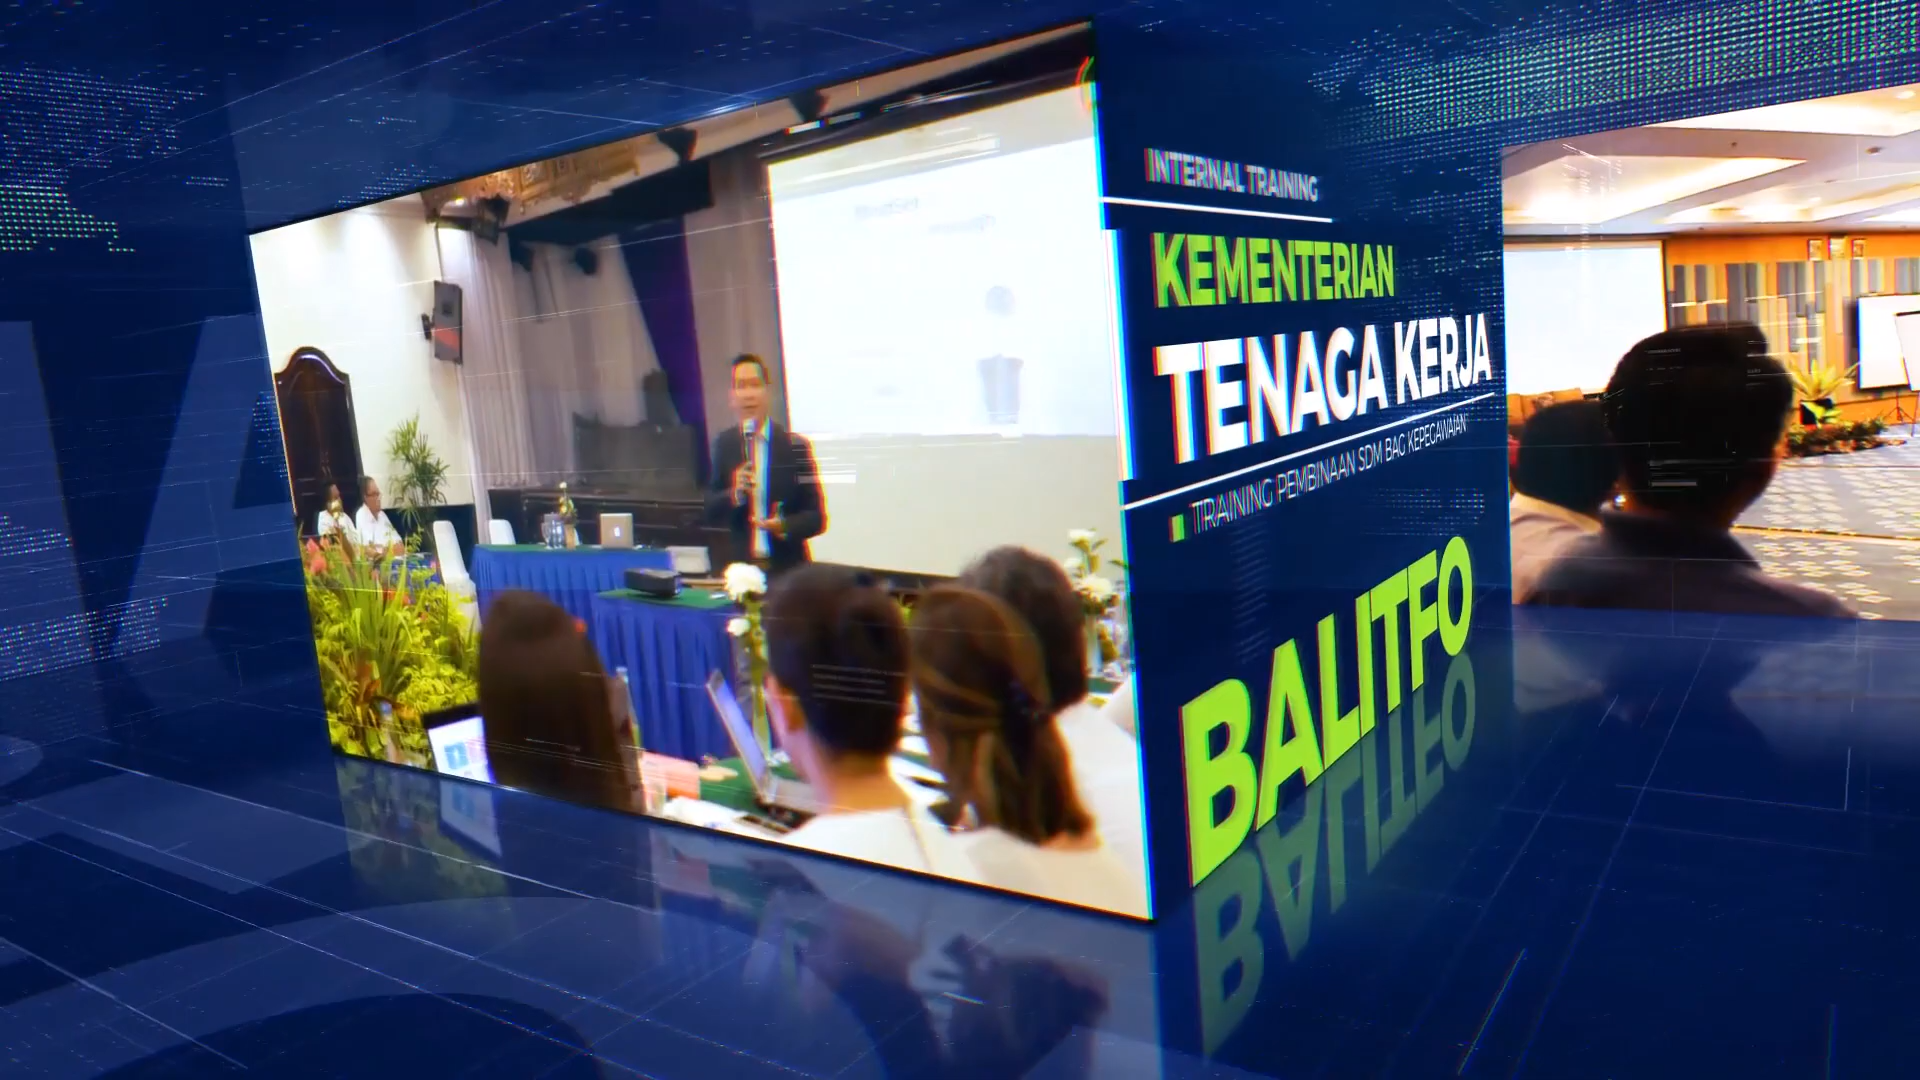 INTERNAL TRAINING
KEMENTERIAN
TENAGA KERJA
TRAINING PEMBINAAN SDM BAG KEPEGAWAIAN
BALITFO